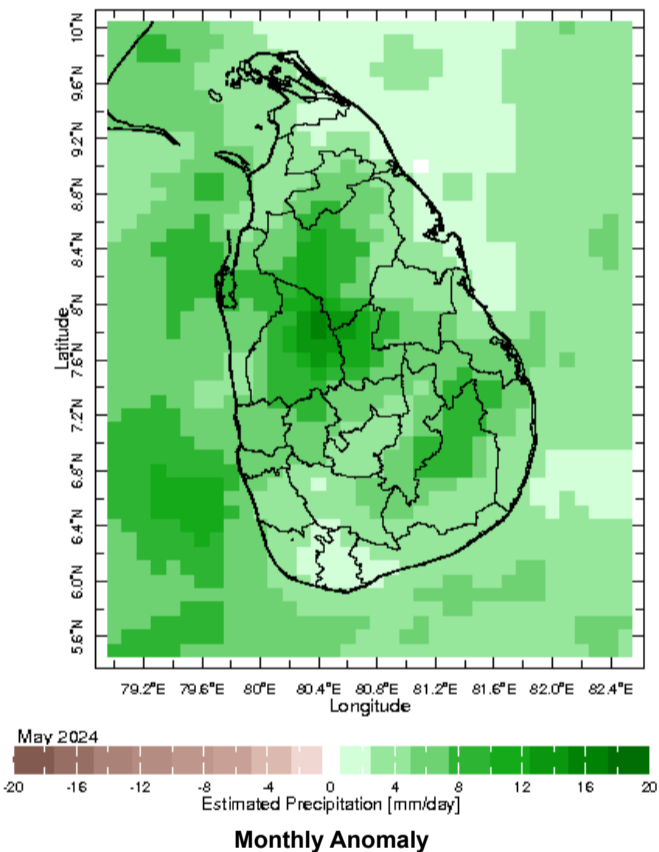 10°N
9.6°N
9.2°N
8.8°N
8.4°N
8°N
7.6°N
7.2°N
6.8°N
6.4°N
6.0°N
5.6°N
Latitude
79.2°E 79.6°E 80°E 80.4°E 80.8°E 81.2°E 81.6°E 82.0°E 82.4°E
Longitude
May 2024
-20 -16 -12 -8 -4 0 4 8 12 16 20
Estimated Precipitation [mm/day]
Monthly Anomaly